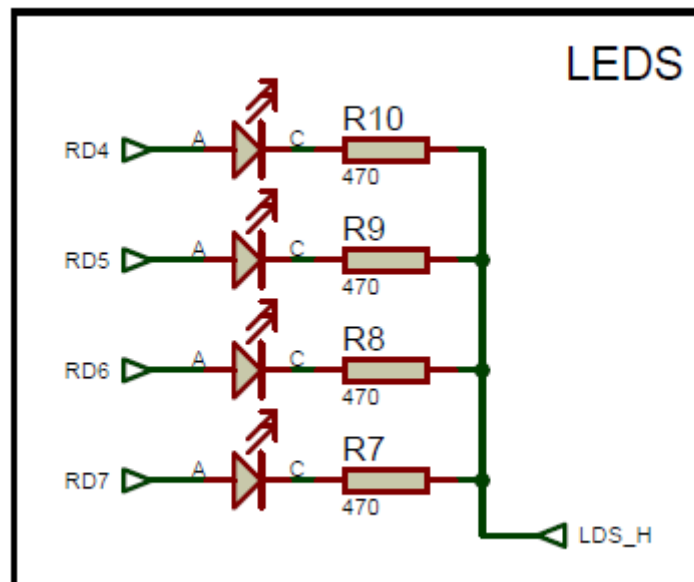 LEDS
R10
RD4 A C
470
R9
RD5 A C
470
R8
RD6 A C
470
R7
RD7 A C
470
LDS_H